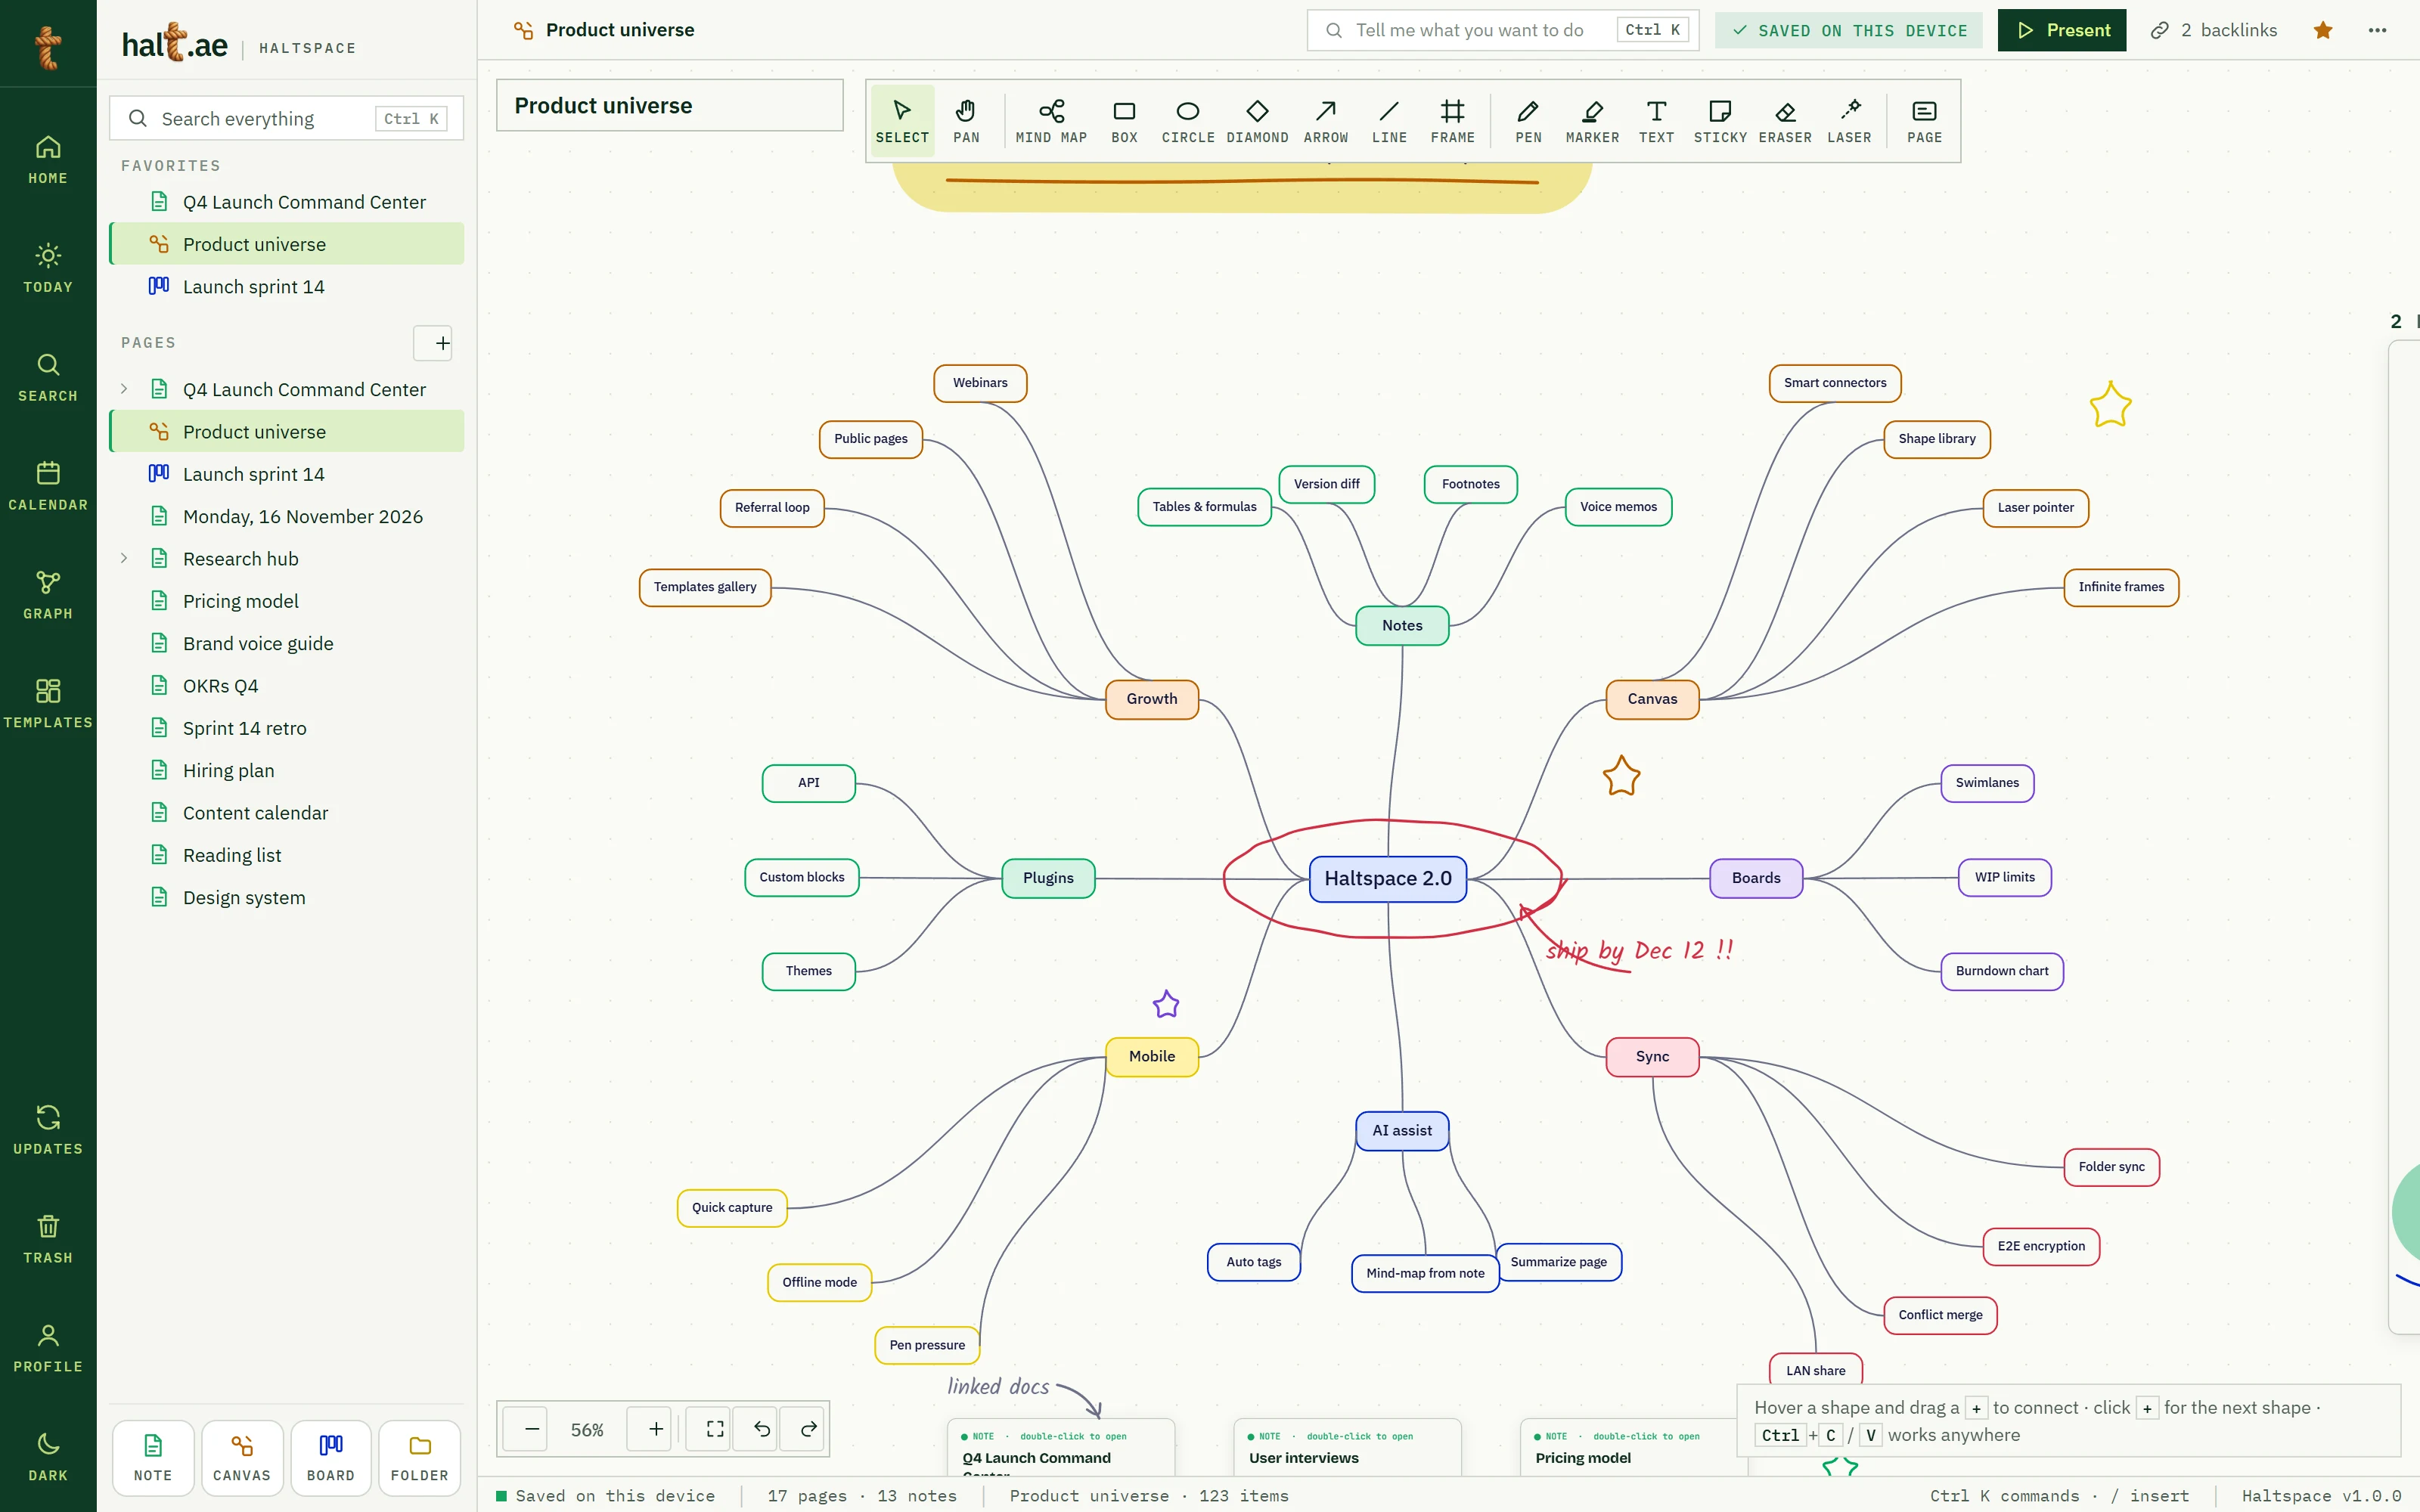 halt.ae | HALTSPACE
Product universe
Tell me what you want to do Ctrl K
SAVED ON THIS DEVICE
Present
2 backlinks
HOME
TODAY
SEARCH
CALENDAR
GRAPH
TEMPLATES
UPDATES
TRASH
PROFILE
DARK
Search everything Ctrl K
FAVORITES
Q4 Launch Command Center
Product universe
Launch sprint 14
PAGES
Q4 Launch Command Center
Product universe
Launch sprint 14
Monday, 16 November 2026
Research hub
Pricing model
Brand voice guide
OKRs Q4
Sprint 14 retro
Hiring plan
Content calendar
Reading list
Design system
NOTE
CANVAS
BOARD
FOLDER
Product universe
SELECT
PAN
MIND MAP
BOX
CIRCLE
DIAMOND
ARROW
LINE
FRAME
PEN
MARKER
TEXT
STICKY
ERASER
LASER
PAGE
2
Webinars
Smart connectors
Public pages
Shape library
Version diff
Footnotes
Referral loop
Tables & formulas
Voice memos
Laser pointer
Templates gallery
Infinite frames
Notes
Growth
Canvas
API
Swimlanes
Custom blocks
Plugins
Haltspace 2.0
Boards
WIP limits
ship by Dec 12 !!
Themes
Burndown chart
Mobile
Sync
AI assist
Folder sync
Quick capture
E2E encryption
Auto tags
Mind-map from note
Summarize page
Offline mode
Conflict merge
Pen pressure
LAN share
linked docs
NOTE · double-click to open
Q4 Launch Command
Center
NOTE · double-click to open
User interviews
NOTE · double-click to open
Pricing model
56%
Hover a shape and drag a + to connect · click + for the next shape ·
Ctrl + C / V works anywhere
Saved on this device
17 pages · 13 notes
Product universe · 123 items
Ctrl K commands · / insert
Haltspace v1.0.0